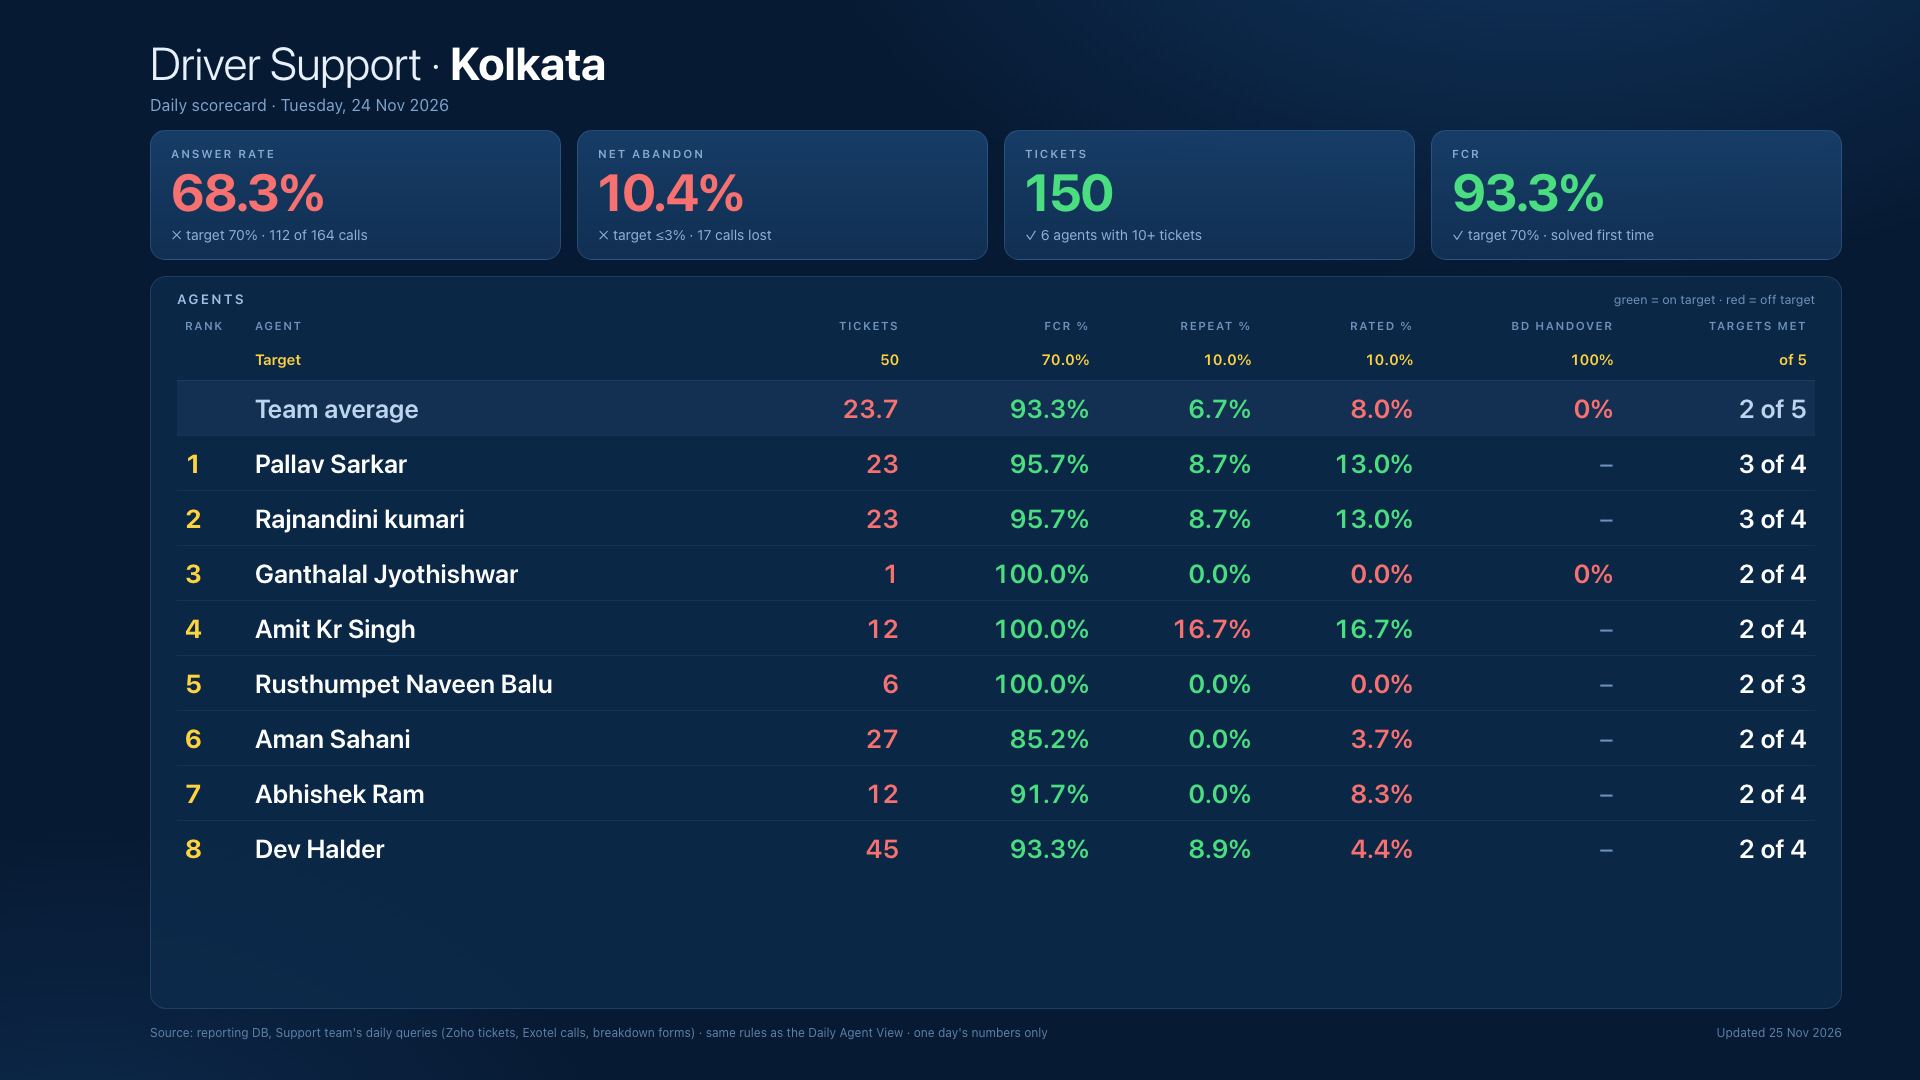 Driver Support · Kolkata
Daily scorecard · Tuesday, 24 Nov 2026
ANSWER RATE
68.3%
✕ target 70% · 112 of 164 calls
NET ABANDON
10.4%
✕ target ≤3% · 17 calls lost
TICKETS
150
✓ 6 agents with 10+ tickets
FCR
93.3%
✓ target 70% · solved first time
AGENTS
green = on target · red = off target
RANK AGENT TICKETS FCR % REPEAT % RATED % BD HANDOVER TARGETS MET
Target 50 70.0% 10.0% 10.0% 100% of 5
Team average 23.7 93.3% 6.7% 8.0% 0% 2 of 5
1 Pallav Sarkar 23 95.7% 8.7% 13.0% – 3 of 4
2 Rajnandini kumari 23 95.7% 8.7% 13.0% – 3 of 4
3 Ganthalal Jyothishwar 1 100.0% 0.0% 0.0% 0% 2 of 4
4 Amit Kr Singh 12 100.0% 16.7% 16.7% – 2 of 4
5 Rusthumpet Naveen Balu 6 100.0% 0.0% 0.0% – 2 of 3
6 Aman Sahani 27 85.2% 0.0% 3.7% – 2 of 4
7 Abhishek Ram 12 91.7% 0.0% 8.3% – 2 of 4
8 Dev Halder 45 93.3% 8.9% 4.4% – 2 of 4
Source: reporting DB, Support team's daily queries (Zoho tickets, Exotel calls, breakdown forms) · same rules as the Daily Agent View · one day's numbers only
Updated 25 Nov 2026